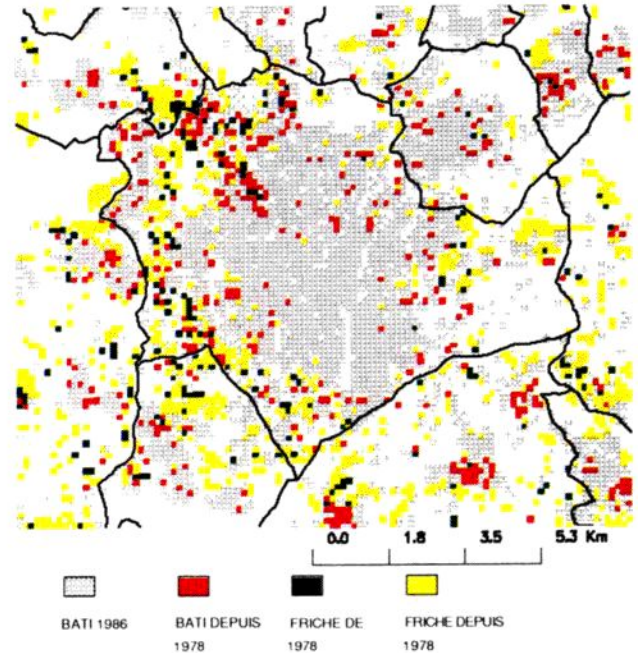 0.0 1.8 3.5 5.3 Km
BATI 1986 BATI DEPUIS FRICHE DE FRICHE DEPUIS
1978 1978 1978